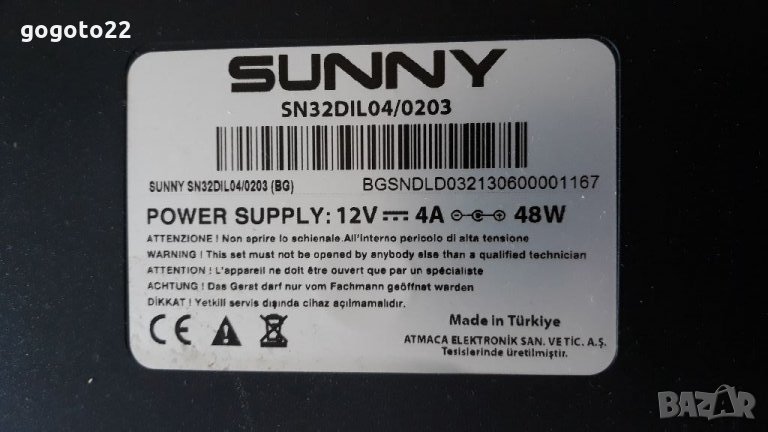 gogoto22
SUNNY
SN32DIL04/0203
SUNNY SN32DIL04/0203 (BG) BGSNDLD032130600001167
POWER SUPPLY: 12V 4A 48W
ATTENZIONE ! Non aprire lo schienale.All'interno pericolo di alta tensione
WARNING ! This set must not be opened by anybody else than a qualified technician
ATTENTION ! L'appareil ne doit être ouvert que par un spécialiste
ACHTUNG ! Das Gerat darf nur vom Fachmann geöffnet warden
DİKKAT ! Yetkili servis dışında cihaz açılmamalıdır.
CE
Made in Türkiye
ATMACA ELEKTRONİK SAN. VE TİC. A.Ş.
Tesislerinde üretilmiştir.
BAZAR